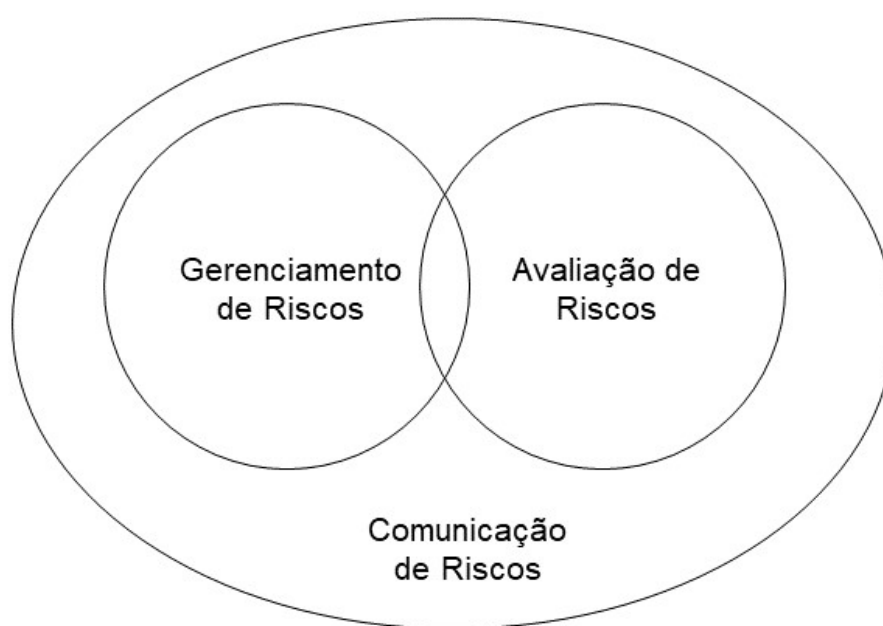 Gerenciamento
de Riscos
Avaliação de
Riscos
Comunicação
de Riscos